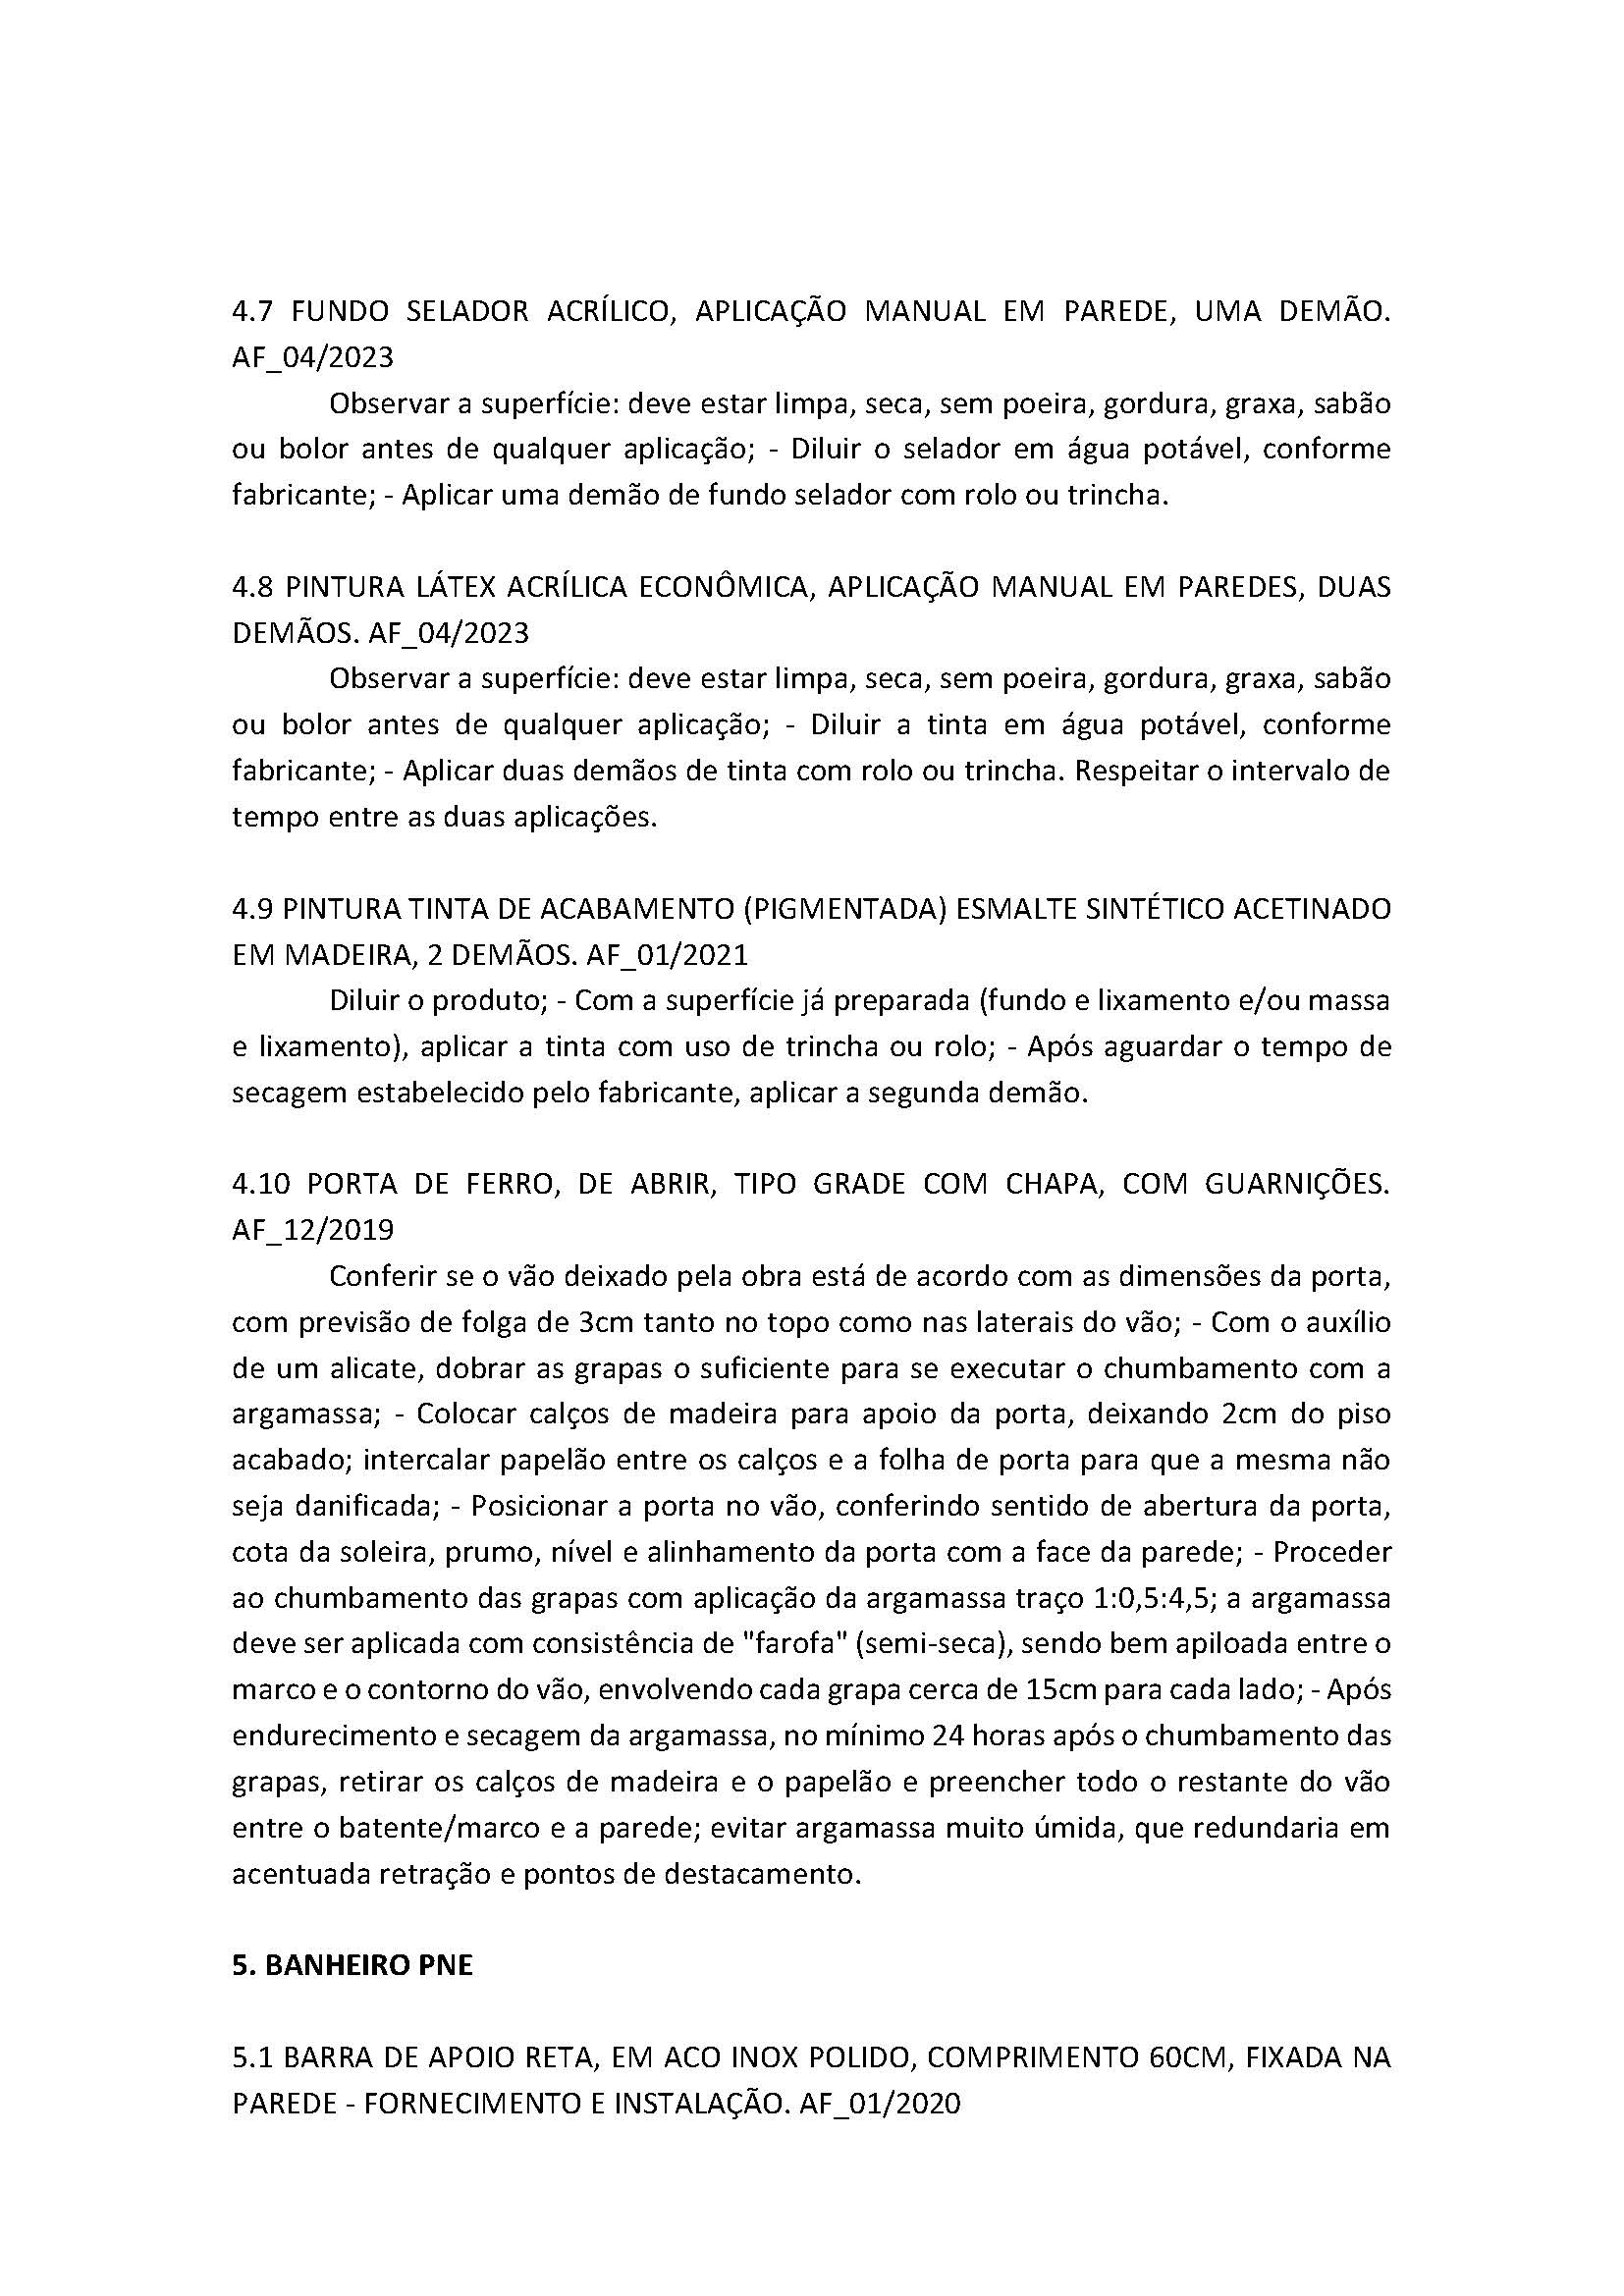 4.7 FUNDO SELADOR ACRÍLICO, APLICAÇÃO MANUAL EM PAREDE, UMA DEMÃO.
AF_04/2023
Observar a superfície: deve estar limpa, seca, sem poeira, gordura, graxa, sabão
ou bolor antes de qualquer aplicação; - Diluir o selador em água potável, conforme
fabricante; - Aplicar uma demão de fundo selador com rolo ou trincha.
4.8 PINTURA LÁTEX ACRÍLICA ECONÔMICA, APLICAÇÃO MANUAL EM PAREDES, DUAS
DEMÃOS. AF_04/2023
Observar a superfície: deve estar limpa, seca, sem poeira, gordura, graxa, sabão
ou bolor antes de qualquer aplicação; - Diluir a tinta em água potável, conforme
fabricante; - Aplicar duas demãos de tinta com rolo ou trincha. Respeitar o intervalo de
tempo entre as duas aplicações.
4.9 PINTURA TINTA DE ACABAMENTO (PIGMENTADA) ESMALTE SINTÉTICO ACETINADO
EM MADEIRA, 2 DEMÃOS. AF_01/2021
Diluir o produto; - Com a superfície já preparada (fundo e lixamento e/ou massa
e lixamento), aplicar a tinta com uso de trincha ou rolo; - Após aguardar o tempo de
secagem estabelecido pelo fabricante, aplicar a segunda demão.
4.10 PORTA DE FERRO, DE ABRIR, TIPO GRADE COM CHAPA, COM GUARNIÇÕES.
AF_12/2019
Conferir se o vão deixado pela obra está de acordo com as dimensões da porta,
com previsão de folga de 3cm tanto no topo como nas laterais do vão; - Com o auxílio
de um alicate, dobrar as grapas o suficiente para se executar o chumbamento com a
argamassa; - Colocar calços de madeira para apoio da porta, deixando 2cm do piso
acabado; intercalar papelão entre os calços e a folha de porta para que a mesma não
seja danificada; - Posicionar a porta no vão, conferindo sentido de abertura da porta,
cota da soleira, prumo, nível e alinhamento da porta com a face da parede; - Proceder
ao chumbamento das grapas com aplicação da argamassa traço 1:0,5:4,5; a argamassa
deve ser aplicada com consistência de "farofa" (semi-seca), sendo bem apiloada entre o
marco e o contorno do vão, envolvendo cada grapa cerca de 15cm para cada lado; - Após
endurecimento e secagem da argamassa, no mínimo 24 horas após o chumbamento das
grapas, retirar os calços de madeira e o papelão e preencher todo o restante do vão
entre o batente/marco e a parede; evitar argamassa muito úmida, que redundaria em
acentuada retração e pontos de destacamento.
5. BANHEIRO PNE
5.1 BARRA DE APOIO RETA, EM ACO INOX POLIDO, COMPRIMENTO 60CM, FIXADA NA
PAREDE - FORNECIMENTO E INSTALAÇÃO. AF_01/2020